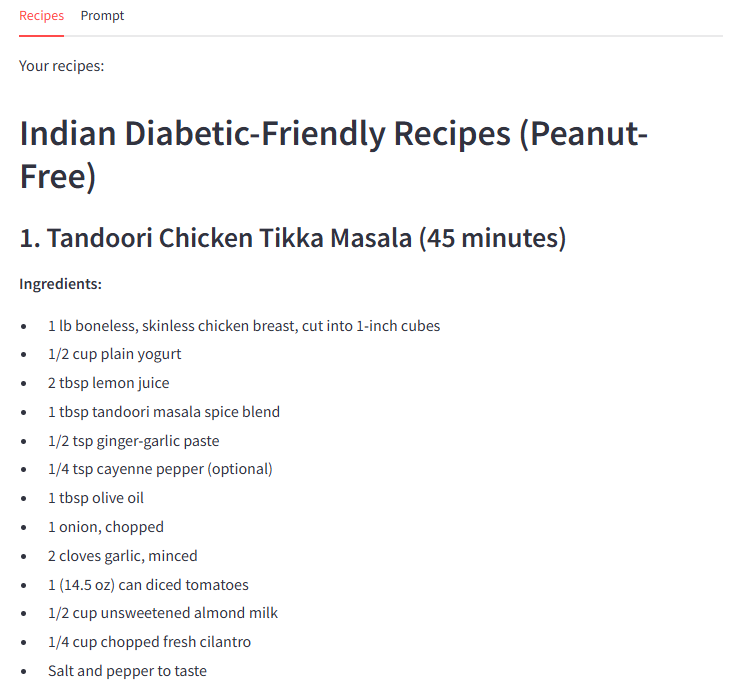 Recipes Prompt
Your recipes:
Indian Diabetic-Friendly Recipes (Peanut-
Free)
1. Tandoori Chicken Tikka Masala (45 minutes)
Ingredients:
• 1 lb boneless, skinless chicken breast, cut into 1-inch cubes
• 1/2 cup plain yogurt
• 2 tbsp lemon juice
• 1 tbsp tandoori masala spice blend
• 1/2 tsp ginger-garlic paste
• 1/4 tsp cayenne pepper (optional)
• 1 tbsp olive oil
• 1 onion, chopped
• 2 cloves garlic, minced
• 1 (14.5 oz) can diced tomatoes
• 1/2 cup unsweetened almond milk
• 1/4 cup chopped fresh cilantro
• Salt and pepper to taste